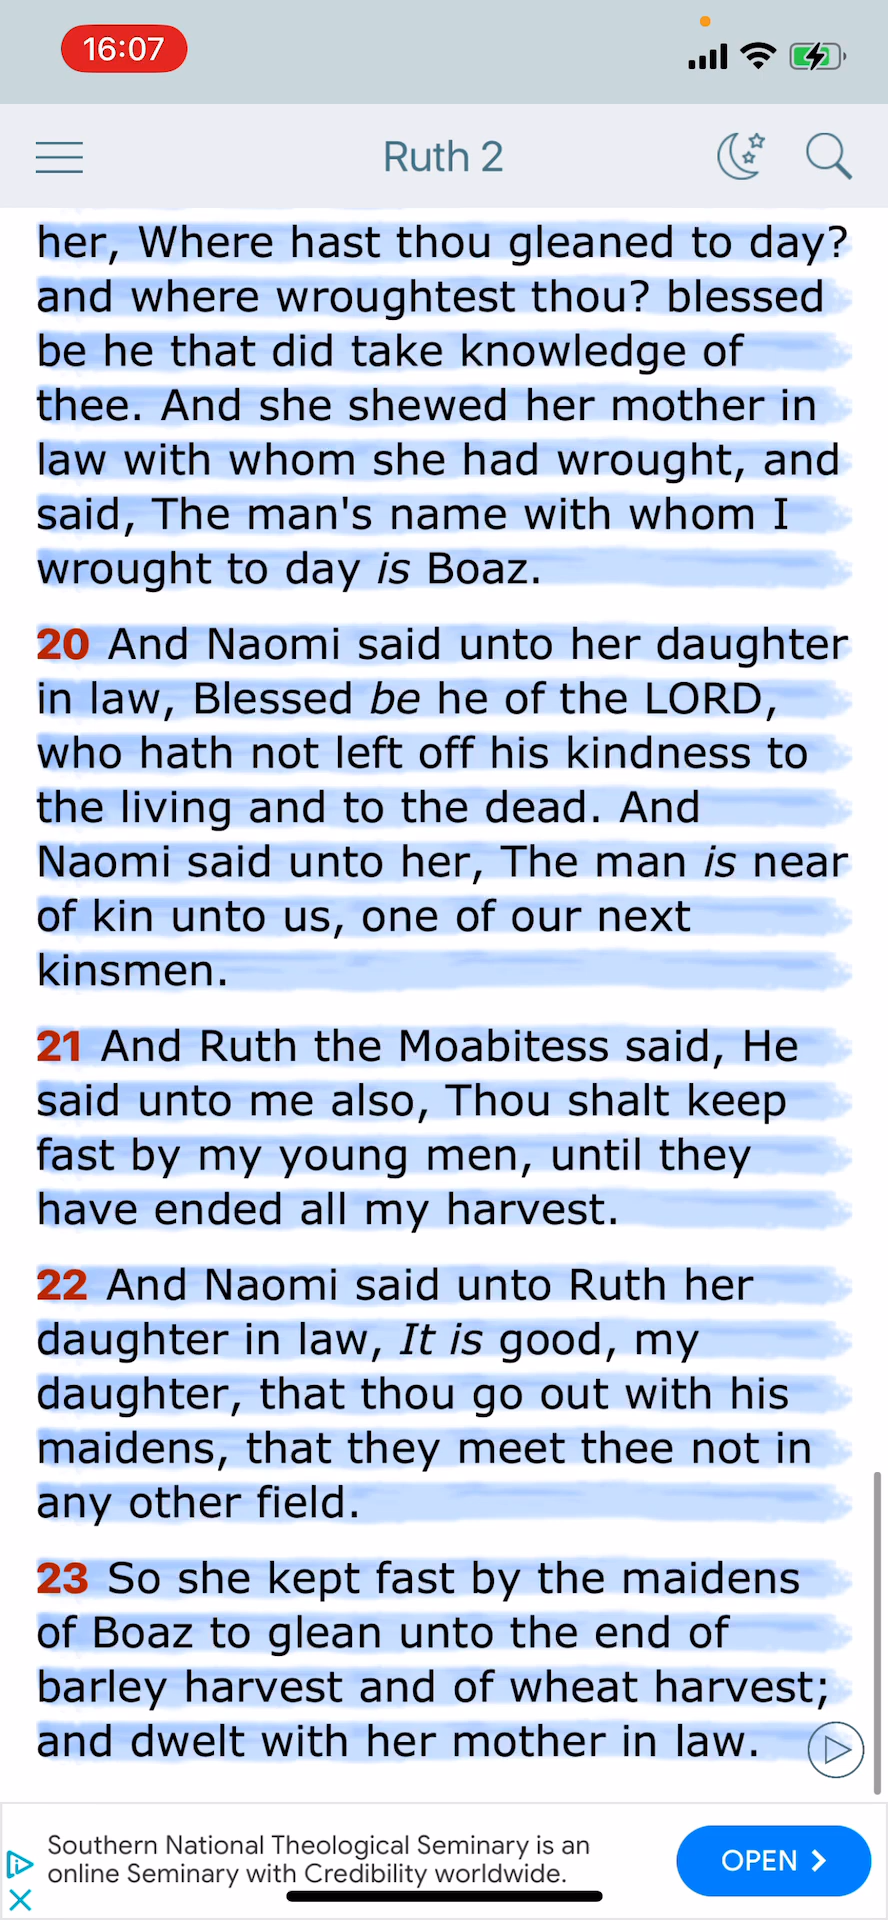 16:07
Ruth 2
her, Where hast thou gleaned to day?
and where wroughtest thou? blessed
be he that did take knowledge of
thee. And she shewed her mother in
law with whom she had wrought, and
said, The man's name with whom I
wrought to day is Boaz.
20 And Naomi said unto her daughter
in law, Blessed be he of the LORD,
who hath not left off his kindness to
the living and to the dead. And
Naomi said unto her, The man is near
of kin unto us, one of our next
kinsmen.
21 And Ruth the Moabitess said, He
said unto me also, Thou shalt keep
fast by my young men, until they
have ended all my harvest.
22 And Naomi said unto Ruth her
daughter in law, It is good, my
daughter, that thou go out with his
maidens, that they meet thee not in
any other field.
23 So she kept fast by the maidens
of Boaz to glean unto the end of
barley harvest and of wheat harvest;
and dwelt with her mother in law.
Southern National Theological Seminary is an
online Seminary with Credibility worldwide.
OPEN